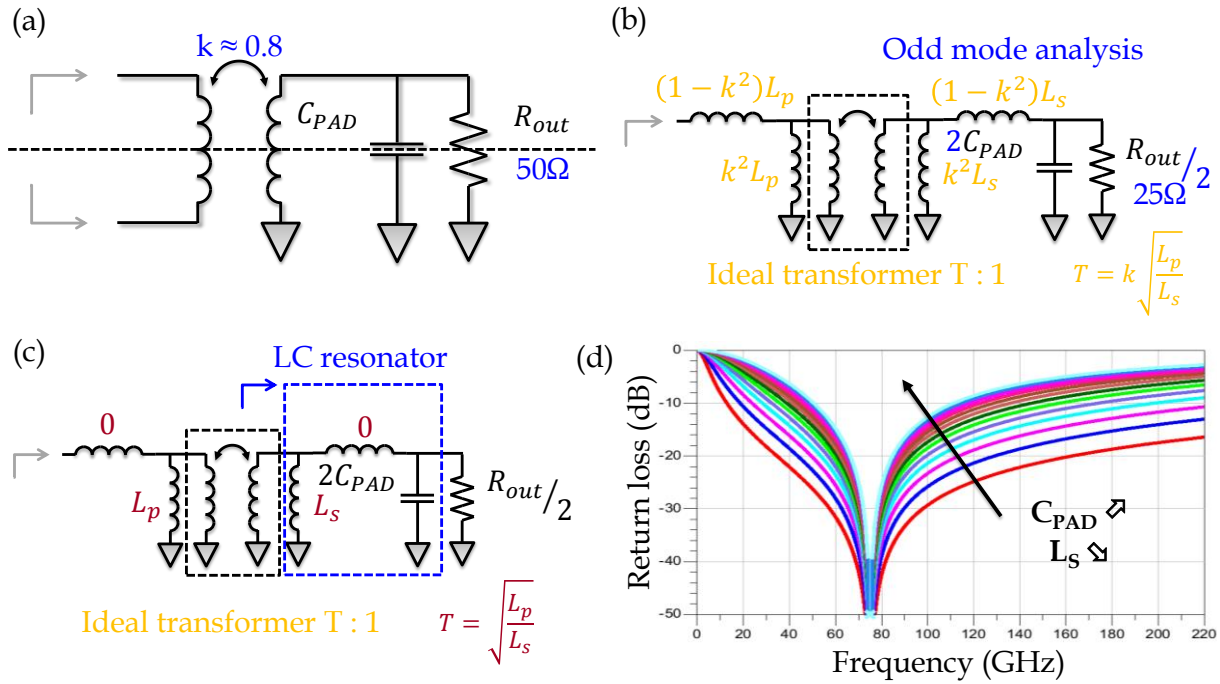 (a)
k ≈ 0.8
C_PAD
R_out
50Ω
(b)
Odd mode analysis
(1−k²)L_p
(1−k²)L_s
k²L_p
k²L_s
2C_PAD
R_out/2
25Ω
Ideal transformer T : 1
T = k√(L_p/L_s)
(c)
LC resonator
0
0
L_p
L_s
2C_PAD
R_out/2
Ideal transformer T : 1
T = √(L_p/L_s)
(d)
Return loss (dB)
0
-10
-20
-30
-40
-50
C_PAD ⬀
L_S ⬂
0 20 40 60 80 100 120 140 160 180 200 220
Frequency (GHz)